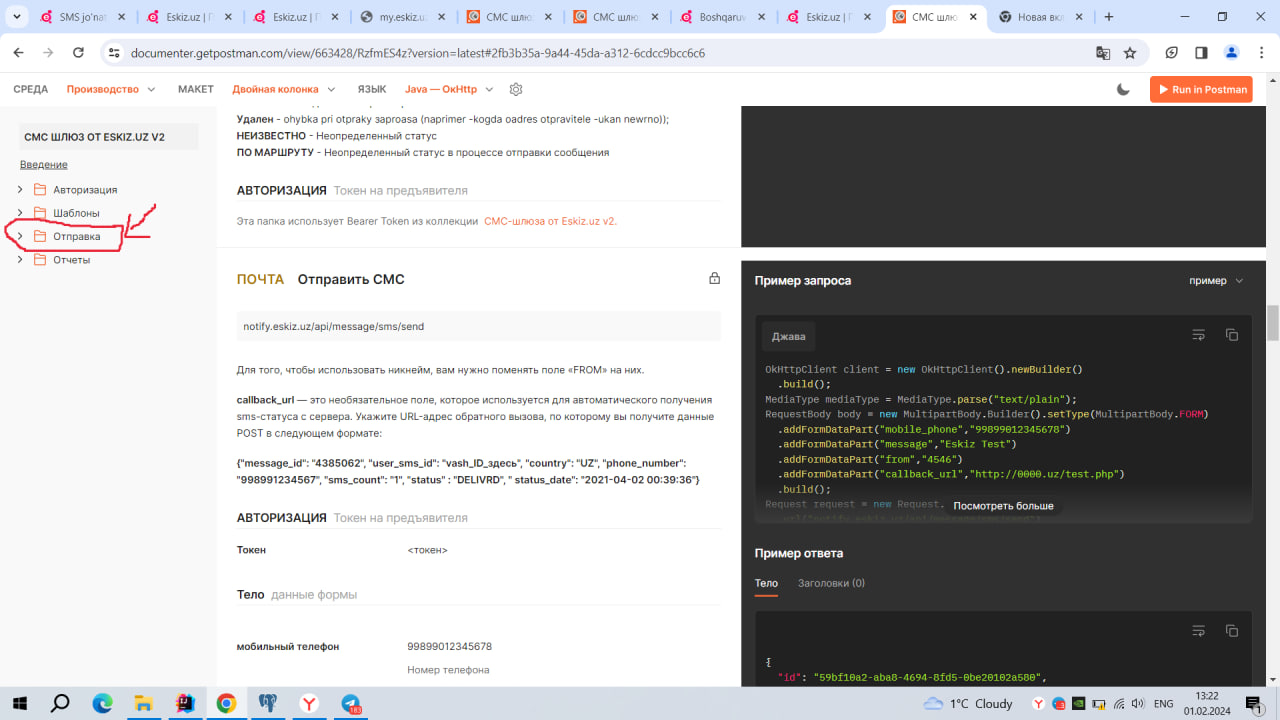 SMS jo'nat
Eskiz.uz | П
Eskiz.uz | П
my.eskiz.uz
СМС шлю:
СМС шлю:
Boshqaruv
Eskiz.uz | П
СМС шлю:
Новая вкл
documenter.getpostman.com/view/663428/RzfmES4z?version=latest#2fb3b35a-9a44-45da-a312-6cdcc9bcc6c6
СРЕДА Производство МАКЕТ Двойная колонка ЯЗЫК Java — ОкHttp Run in Postman
СМС ШЛЮЗ ОТ ESKIZ.UZ V2
Введение
Авторизация
Шаблоны
Отправка
Отчеты
Удален - ohybka pri otpraky zaproasa (naprimer -kogda oadres otpravitele -ukan newrno));
НЕИЗВЕСТНО - Неопределенный статус
ПО МАРШРУТУ - Неопределенный статус в процессе отправки сообщения
АВТОРИЗАЦИЯ Токен на предъявителя
Эта папка использует Bearer Token из коллекции СМС-шлюза от Eskiz.uz v2.
ПОЧТА Отправить СМС
notify.eskiz.uz/api/message/sms/send
Для того, чтобы использовать никнейм, вам нужно поменять поле «FROM» на них.
callback_url — это необязательное поле, которое используется для автоматического получения
sms-статуса с сервера. Укажите URL-адрес обратного вызова, по которому вы получите данные
POST в следующем формате:
{"message_id": "4385062", "user_sms_id": "vash_ID_здесь", "country": "UZ", "phone_number":
"998991234567", "sms_count": "1", "status" : "DELIVRD", " status_date": "2021-04-02 00:39:36"}
АВТОРИЗАЦИЯ Токен на предъявителя
Токен <токен>
Тело данные формы
мобильный телефон 99899012345678
Номер телефона
Пример запроса пример
Джава
OkHttpClient client = new OkHttpClient().newBuilder()
.build();
MediaType mediaType = MediaType.parse("text/plain");
RequestBody body = new MultipartBody.Builder().setType(MultipartBody.FORM)
.addFormDataPart("mobile_phone","99899012345678")
.addFormDataPart("message","Eskiz Test")
.addFormDataPart("from","4546")
.addFormDataPart("callback_url","http://0000.uz/test.php")
.build();
Request request = new Request.
Посмотреть больше
Пример ответа
Тело Заголовки (0)
{
"id": "59bf10a2-aba8-4694-8fd5-0be20102a580",
183
1°C Cloudy
ENG
13:22
01.02.2024
1